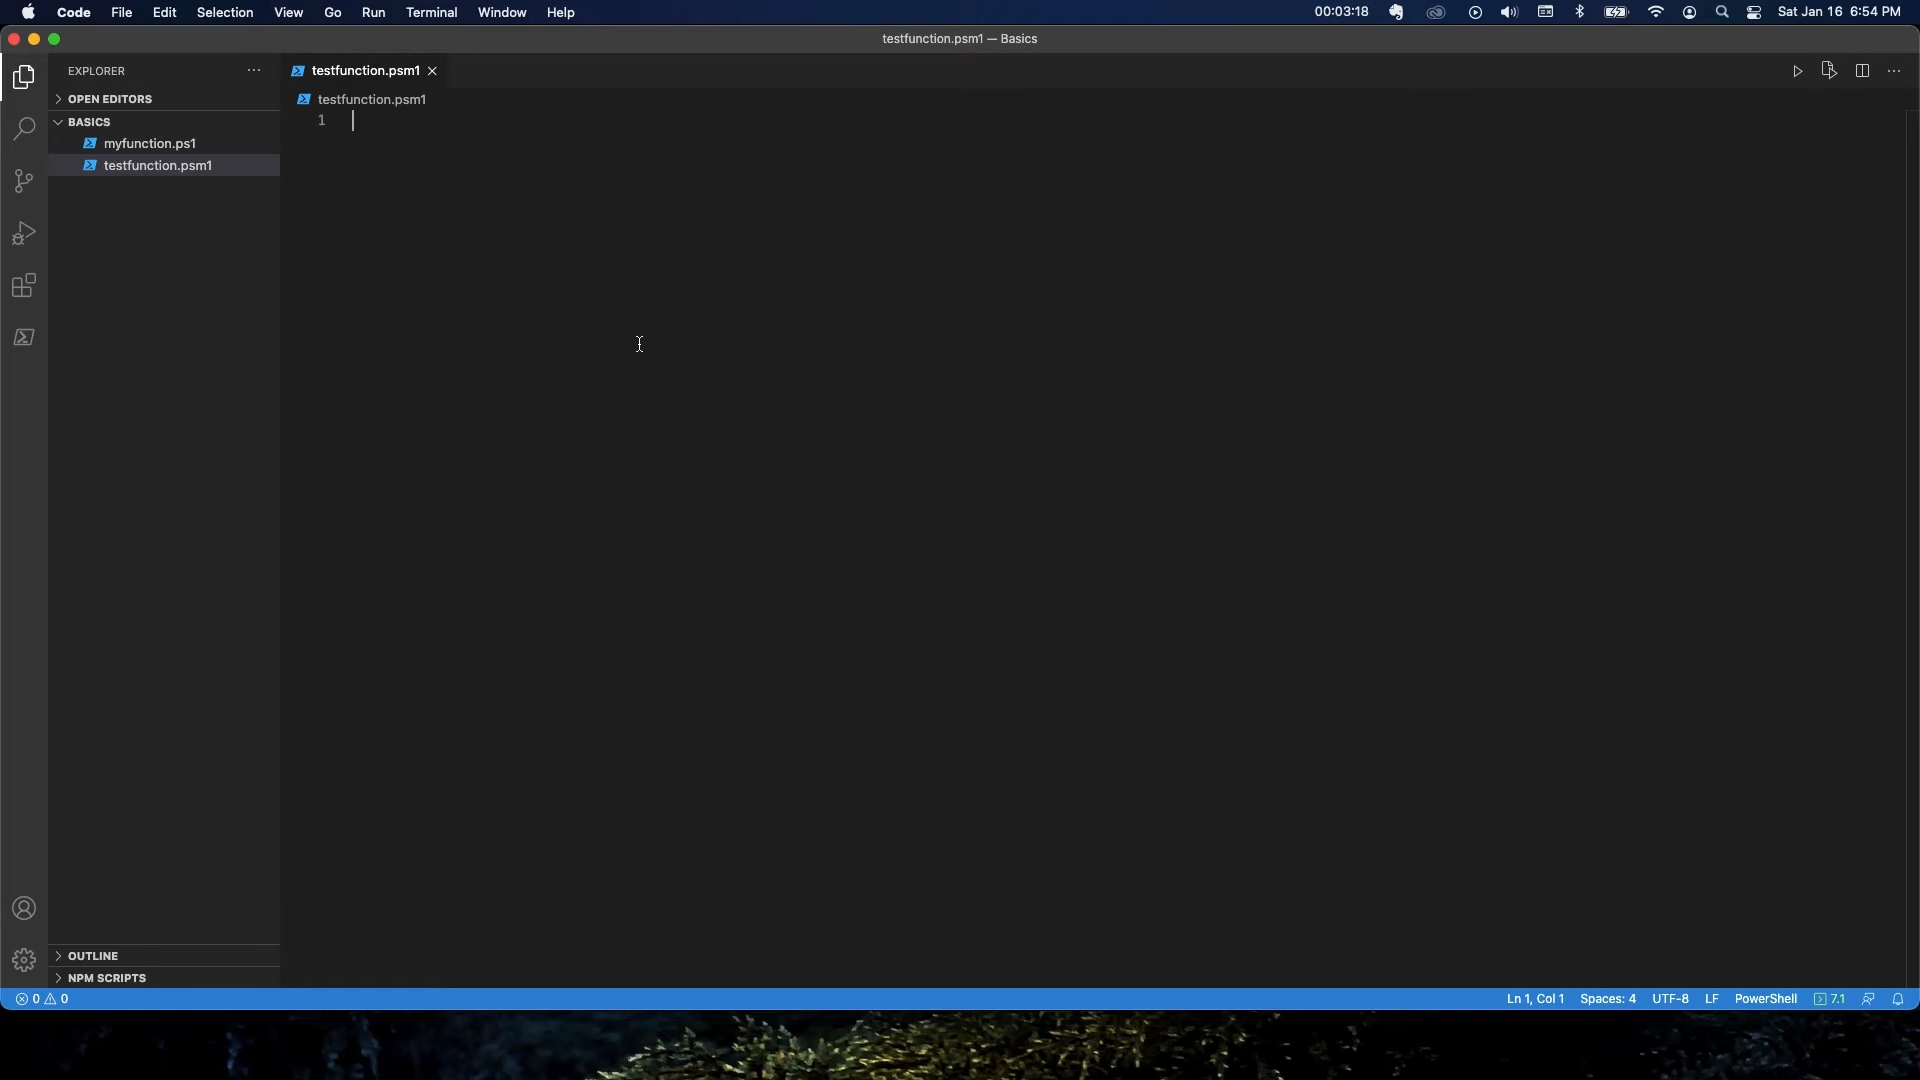 Code File Edit Selection View Go Run Terminal Window Help 00:03:18 Sat Jan 16 6:54 PM
testfunction.psm1 — Basics
EXPLORER
testfunction.psm1
OPEN EDITORS
testfunction.psm1
BASICS
1
myfunction.ps1
testfunction.psm1
OUTLINE
NPM SCRIPTS
0 0 Ln 1, Col 1 Spaces: 4 UTF-8 LF PowerShell 7.1